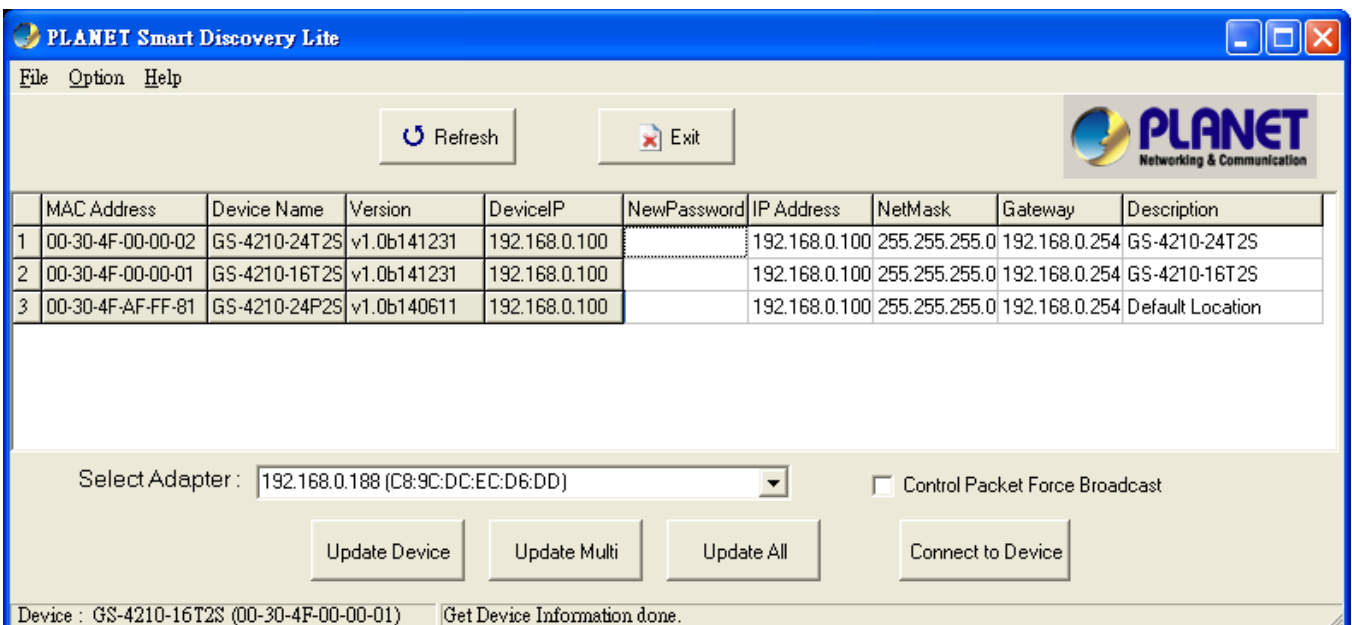 PLANET Smart Discovery Lite
File Option Help
Refresh Exit
PLANET
Networking & Communication
MAC Address Device Name Version DeviceIP NewPassword IP Address NetMask Gateway Description
1 00-30-4F-00-00-02 GS-4210-24T2S v1.0b141231 192.168.0.100 192.168.0.100 255.255.255.0 192.168.0.254 GS-4210-24T2S
2 00-30-4F-00-00-01 GS-4210-16T2S v1.0b141231 192.168.0.100 192.168.0.100 255.255.255.0 192.168.0.254 GS-4210-16T2S
3 00-30-4F-AF-FF-81 GS-4210-24P2S v1.0b140611 192.168.0.100 192.168.0.100 255.255.255.0 192.168.0.254 Default Location
Select Adapter : 192.168.0.188 (C8:9C:DC:EC:D6:DD) Control Packet Force Broadcast
Update Device Update Multi Update All Connect to Device
Device : GS-4210-16T2S (00-30-4F-00-00-01) Get Device Information done.